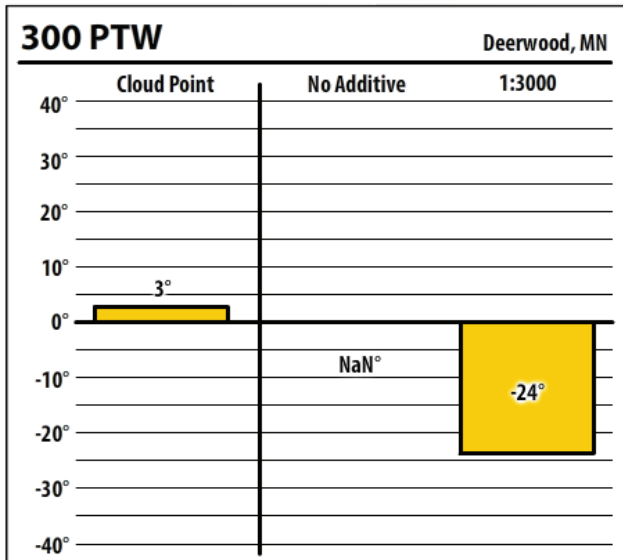 300 PTW
Deerwood, MN
Cloud Point
No Additive
1:3000
40°
30°
20°
10°
3°
0°
NaN°
-10°
-24°
-20°
-30°
-40°